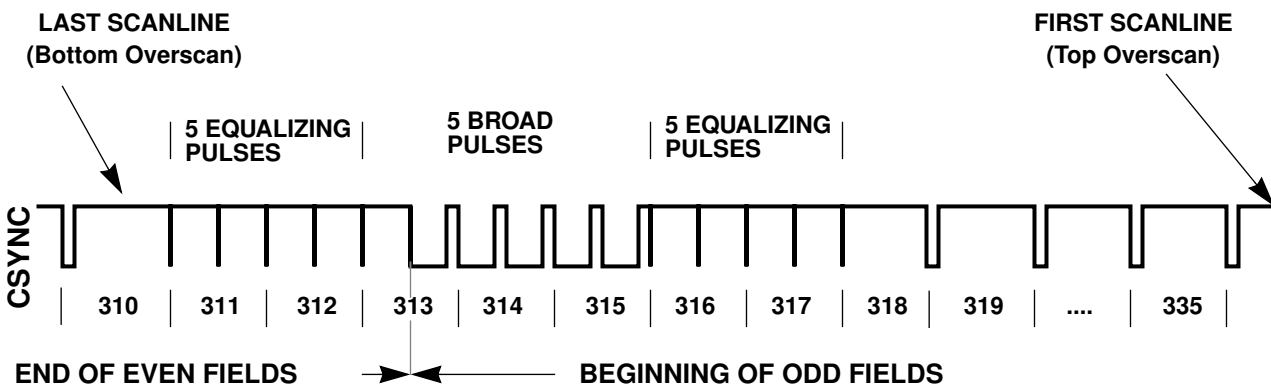 LAST SCANLINE
(Bottom Overscan)
FIRST SCANLINE
(Top Overscan)
5 EQUALIZING
PULSES
5 BROAD
PULSES
5 EQUALIZING
PULSES
CSYNC
310 311 312 313 314 315 316 317 318 319 .... 335
END OF EVEN FIELDS
BEGINNING OF ODD FIELDS